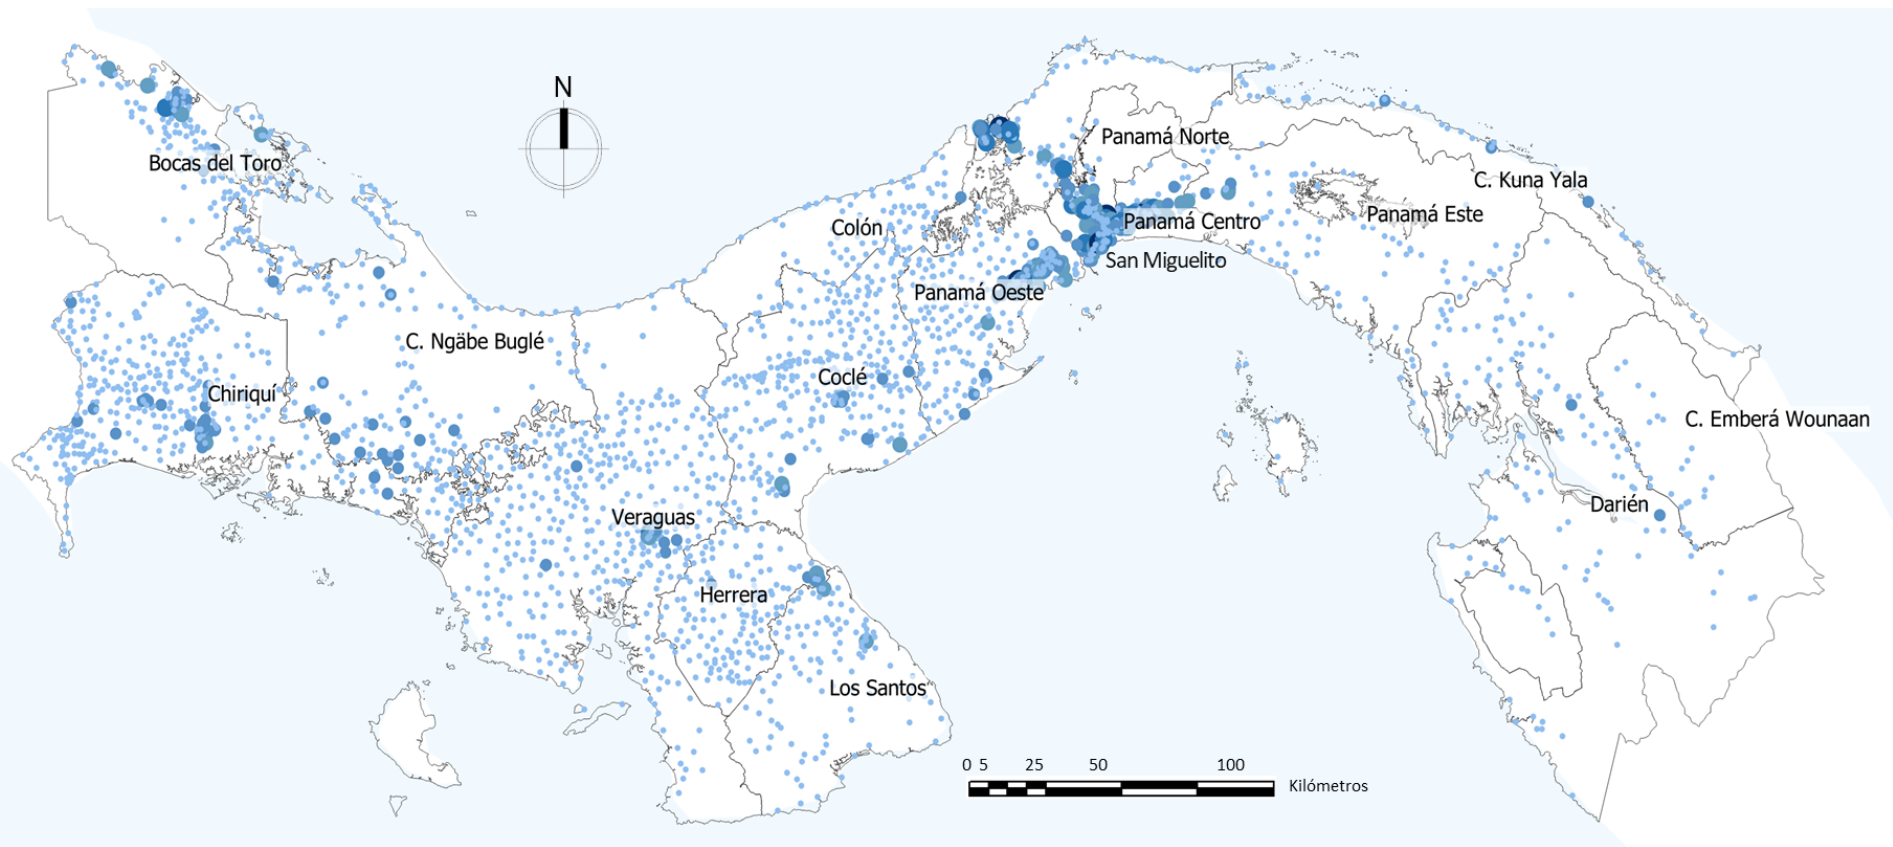 N
Panamá Norte
Bocas del Toro
C. Kuna Yala
Panamá Este
Colón
Panamá Centro
San Miguelito
Panamá Oeste
C. Ngäbe Buglé
Coclé
Chiriquí
C. Emberá Wounaan
Veraguas
Darién
Herrera
Los Santos
0 5 25 50 100
Kilómetros